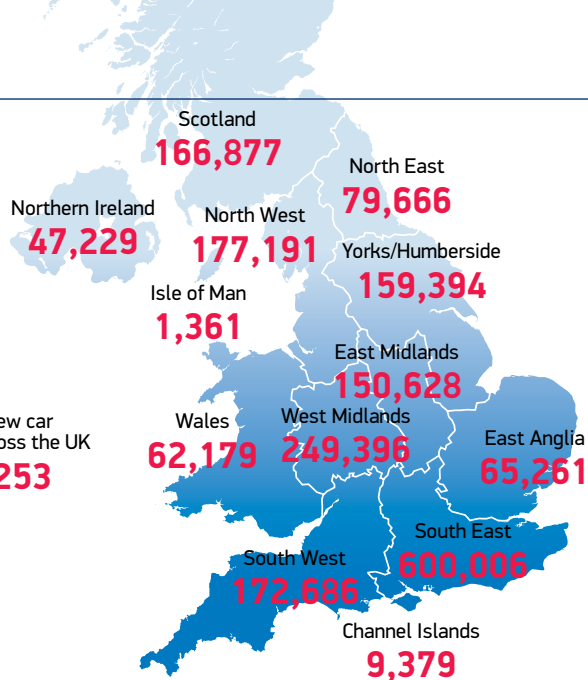 Scotland
166,877
North East
79,666
Northern Ireland
47,229
North West
177,191
Yorks/Humberside
159,394
Isle of Man
1,361
East Midlands
150,628
West Midlands
249,396
Wales
62,179
East Anglia
65,261
car
the UK
253
South East
600,006
South West
172,686
Channel Islands
9,379